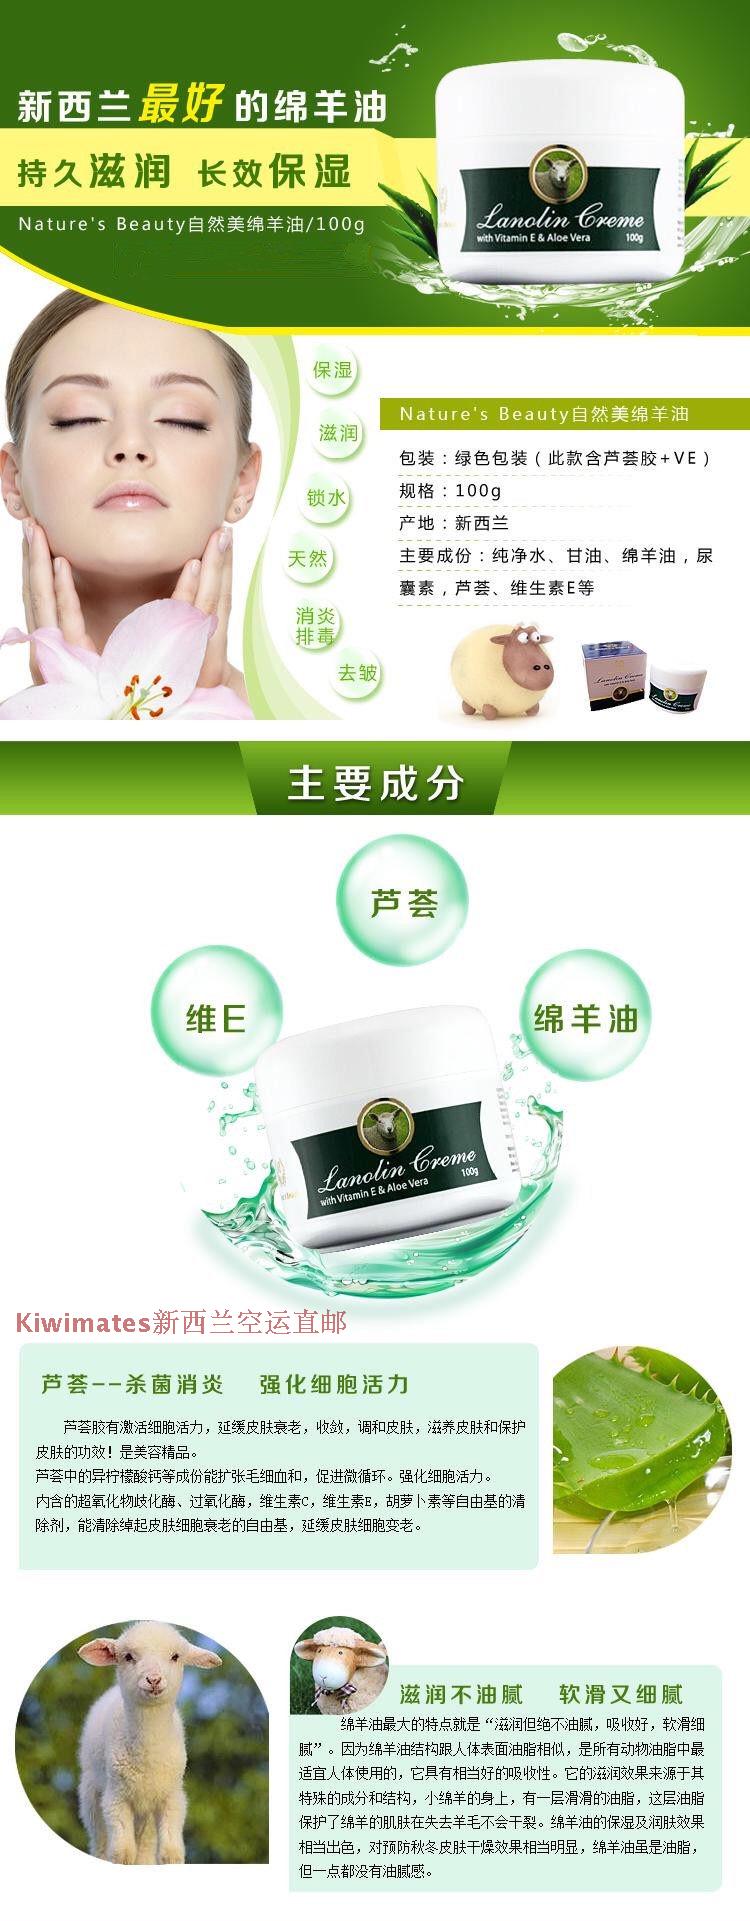 新西兰最好的绵羊油
持久滋润 长效保湿
Nature's Beauty自然美绵羊油/100g
Lanolin Creme
with Vitamin E & Aloe Vera
100g
保湿
滋润
锁水
天然
消炎
排毒
去皱
Nature's Beauty自然美绵羊油
包装：绿色包装（此款含芦荟胶+VE）
规格：100g
产地：新西兰
主要成份：纯净水、甘油、绵羊油，尿
囊素，芦荟、维生素E等
Lanolin Creme
Lanolin Creme
主要成分
芦荟
维E
绵羊油
Lanolin Creme
with Vitamin E & Aloe Vera
100g
Kiwimates新西兰空运直邮
芦荟--杀菌消炎 强化细胞活力
芦荟胶有激活细胞活力，延缓皮肤衰老，收敛，调和皮肤，滋养皮肤和保护
皮肤的功效！是美容精品。
芦荟中的异柠檬酸钙等成份能扩张毛细血和，促进微循环。强化细胞活力。
内含的超氧化物歧化酶、过氧化酶，维生素C，维生素E，胡萝卜素等自由基的清
除剂，能清除绰起皮肤细胞衰老的自由基，延缓皮肤细胞变老。
滋润不油腻 软滑又细腻
绵羊油最大的特点就是“滋润但绝不油腻，吸收好，软滑细
腻”。因为绵羊油结构跟人体表面油脂相似，是所有动物油脂中最
适宜人体使用的，它具有相当好的吸收性。它的滋润效果来源于其
特殊的成分和结构，小绵羊的身上，有一层滑滑的油脂，这层油脂
保护了绵羊的肌肤在失去羊毛不会干裂。绵羊油的保湿及润肤效果
相当出色，对预防秋冬皮肤干燥效果相当明显，绵羊油虽是油脂，
但一点都没有油腻感。